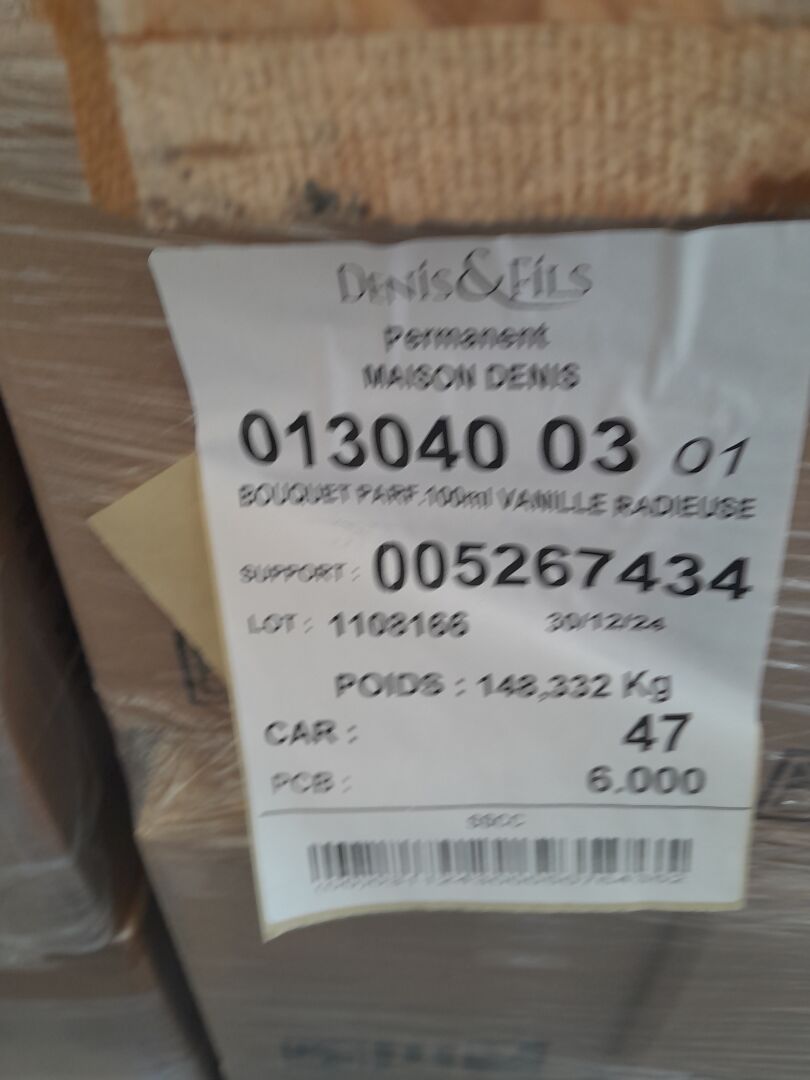 DENIS&FILS
Permanent
MAISON DENIS
013040 03 01
BOUQUET PARF.100ml VANILLE RADIEUSE
SUPPORT : 005267434
LOT : 1108166 30/12/24
POIDS : 148,332 Kg
CAR : 47
PCB : 6.000
SSCC